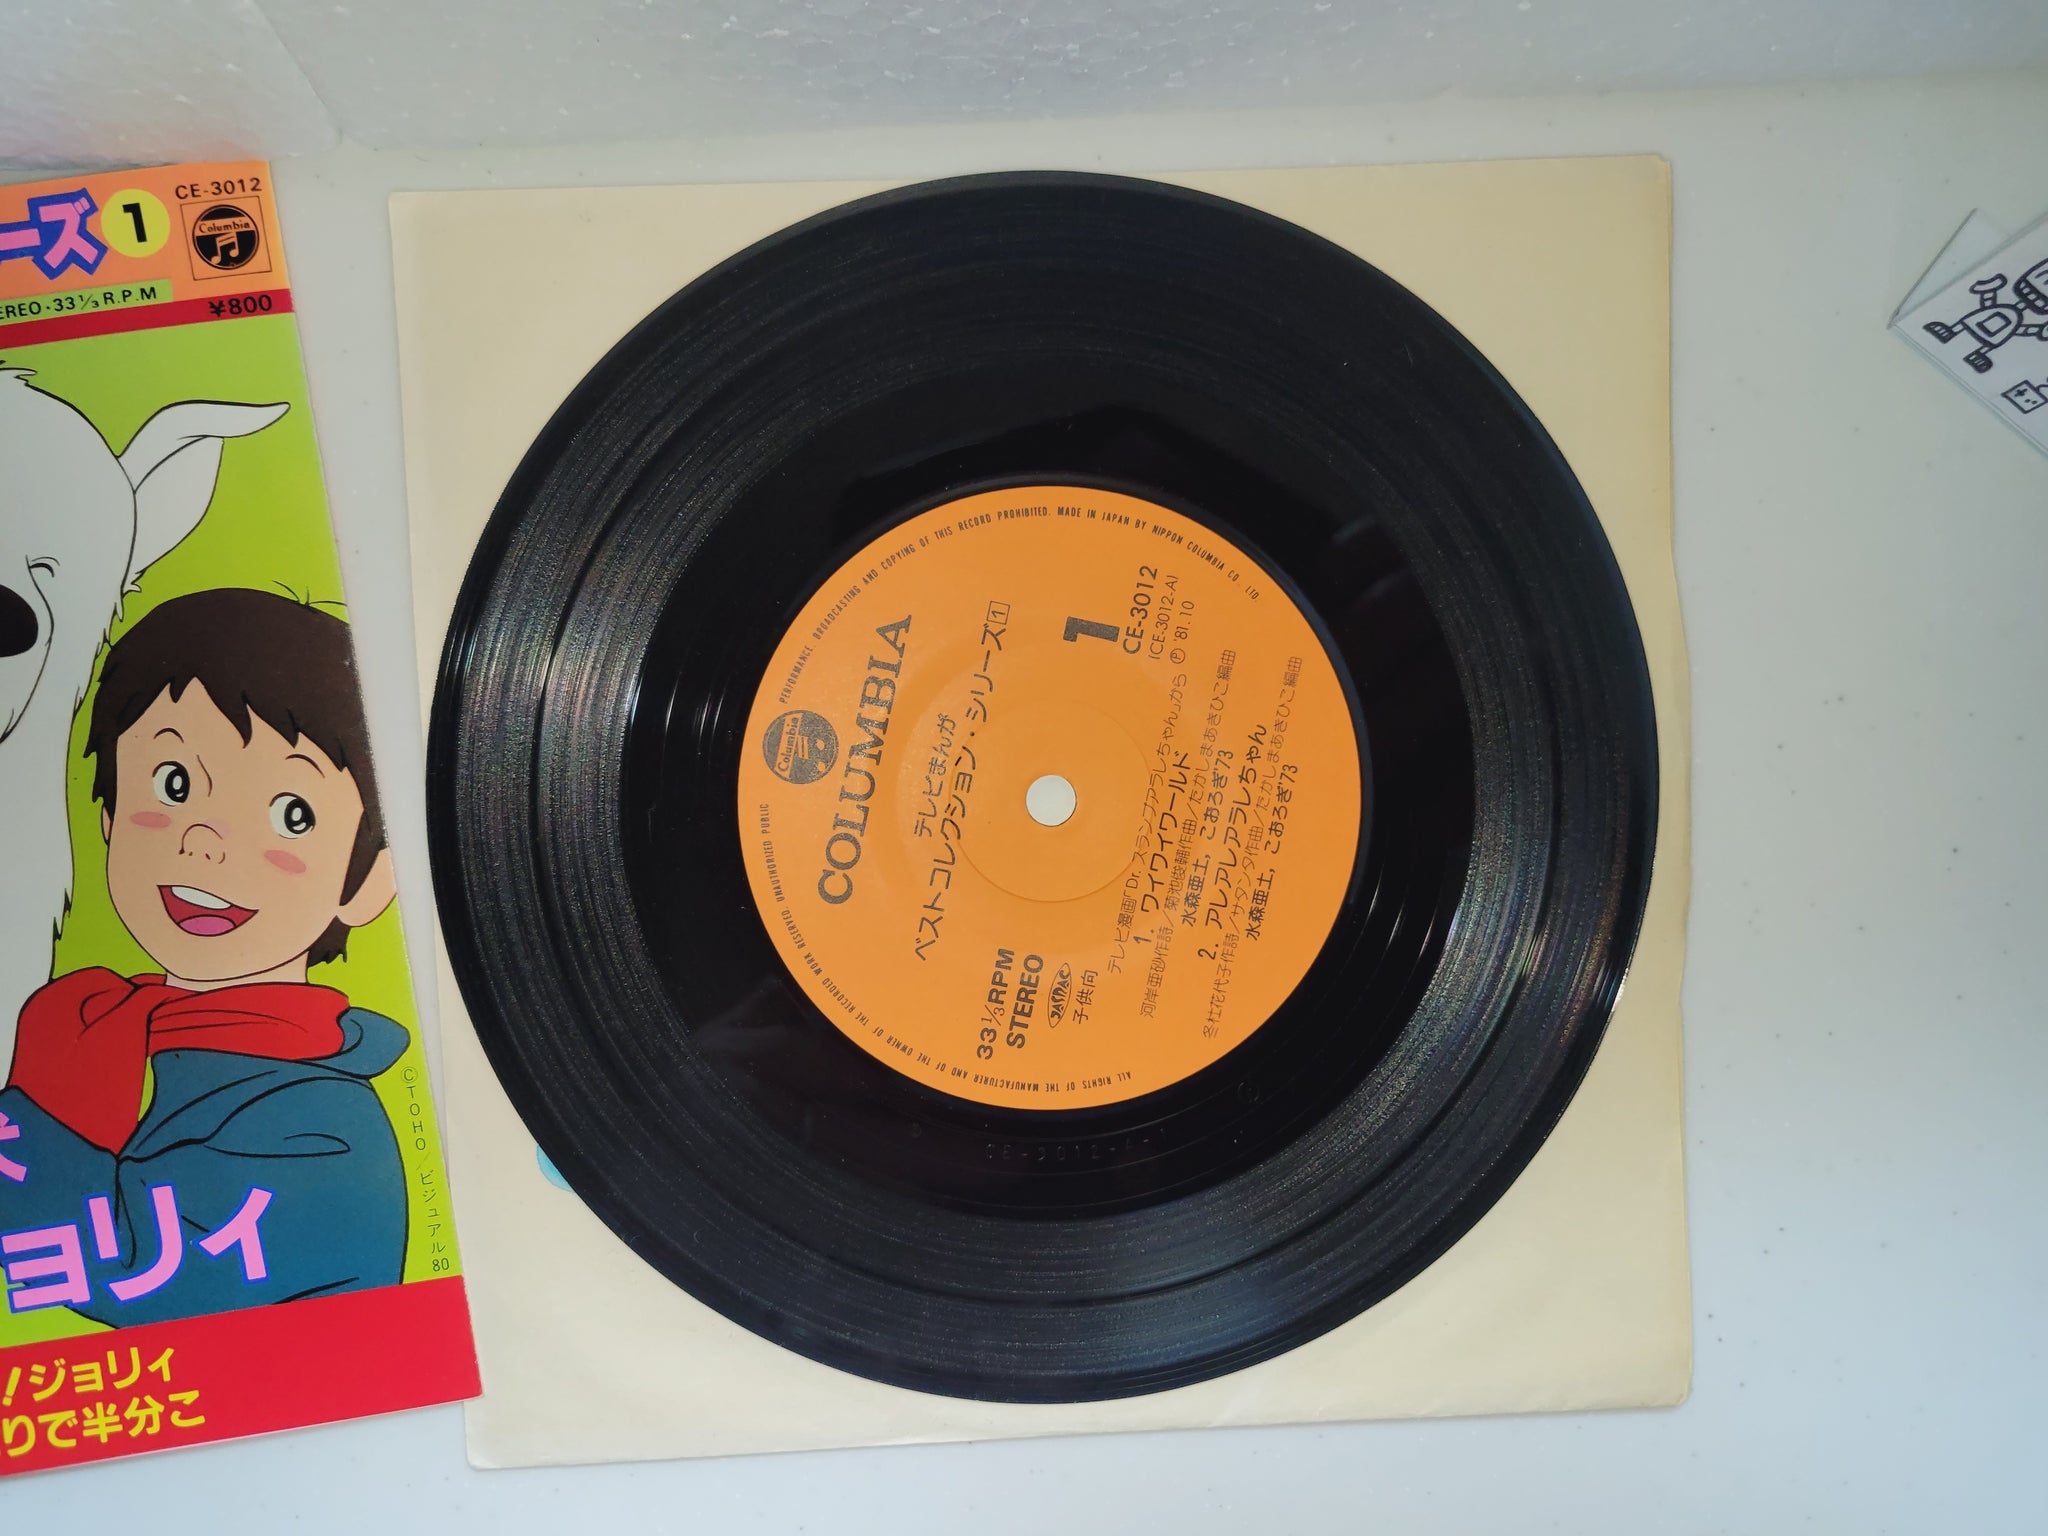 ーズ
1
CE-3012
Columbia
EREO・33⅓R.P.M
¥800
©TOHO／ビジュアル80
ョリィ
！ジョリィ
りで半分こ
PERFORMANCE, BROADCASTING AND COPYING OF THIS RECORD PROHIBITED. MADE IN JAPAN BY NIPPON COLUMBIA CO., LTD.
ALL RIGHTS OF THE MANUFACTURER AND OF THE OWNER OF THE RECORDED WORK RESERVED. UNAUTHORIZED PUBLIC
Columbia
COLUMBIA
テレビまんが
ベストコレクション・シリーズ1
33⅓RPM
STEREO
JASRAC
子供向
1
CE-3012
(CE-3012-A)
Ⓟ '81.10
テレビ漫画「Dr.スランプアラレちゃん」から
1. ワイワイワールド
河岸亜砂作詩／菊池俊輔作曲／たかしまあきひこ編曲
水森亜土，こおろぎ'73
2. アレアレアラレちゃん
冬杜花代子作詩／サタンタ作曲／たかしまあきひこ編曲
水森亜土，こおろぎ'73
CE-3012-A-1